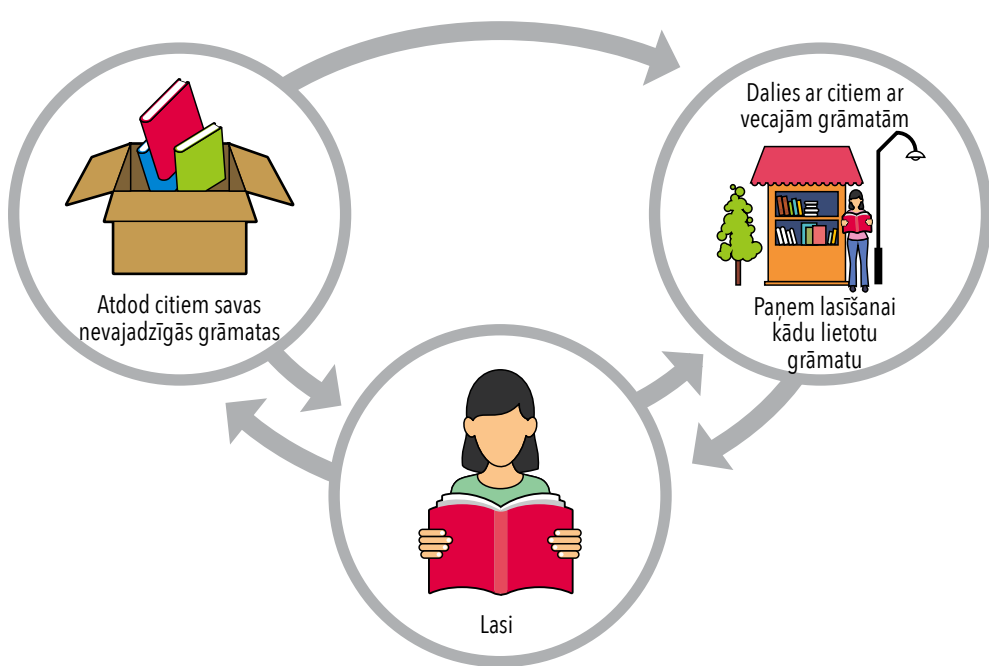 Atdod citiem savas
nevajadzīgās grāmatas
Dalies ar citiem ar
vecajām grāmatām
Paņem lasīšanai
kādu lietotu
grāmatu
Lasi